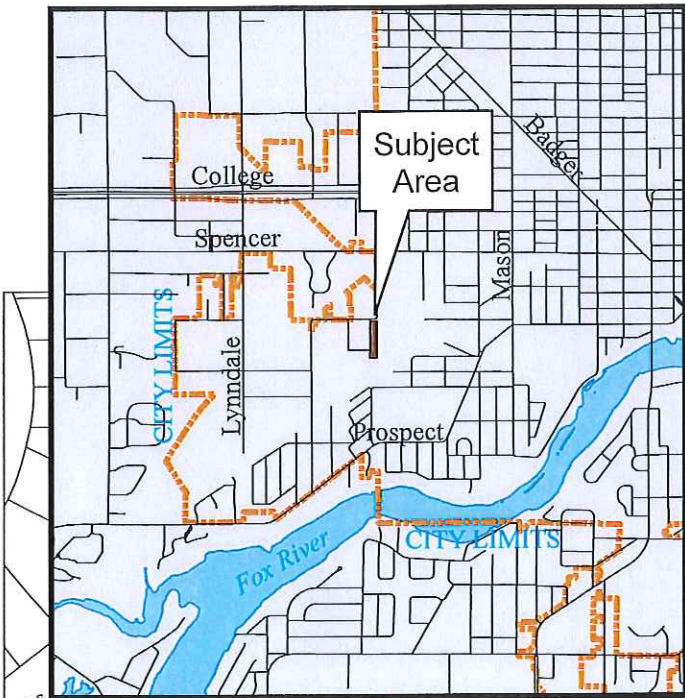 Subject
Area
Badger
College
Spencer
Mason
CITY LIMITS
Lynndale
Prospect
CITY LIMITS
Fox River